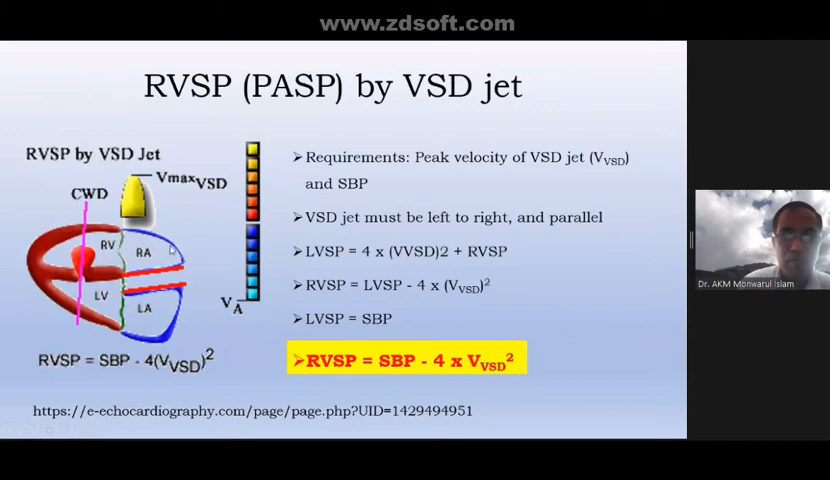 www.zdsoft.com
RVSP (PASP) by VSD jet
RVSP by VSD Jet
VmaxVSD
CWD
RV
RA
LV
LA
VA
RVSP = SBP - 4(VVSD)2
➢Requirements: Peak velocity of VSD jet (VVSD)
and SBP
➢VSD jet must be left to right, and parallel
➢LVSP = 4 x (VVSD)2 + RVSP
➢RVSP = LVSP - 4 x (VVSD)2
➢LVSP = SBP
➢RVSP = SBP - 4 x VVSD2
https://e-echocardiography.com/page/page.php?UID=1429494951
Dr. AKM Monwarul Islam